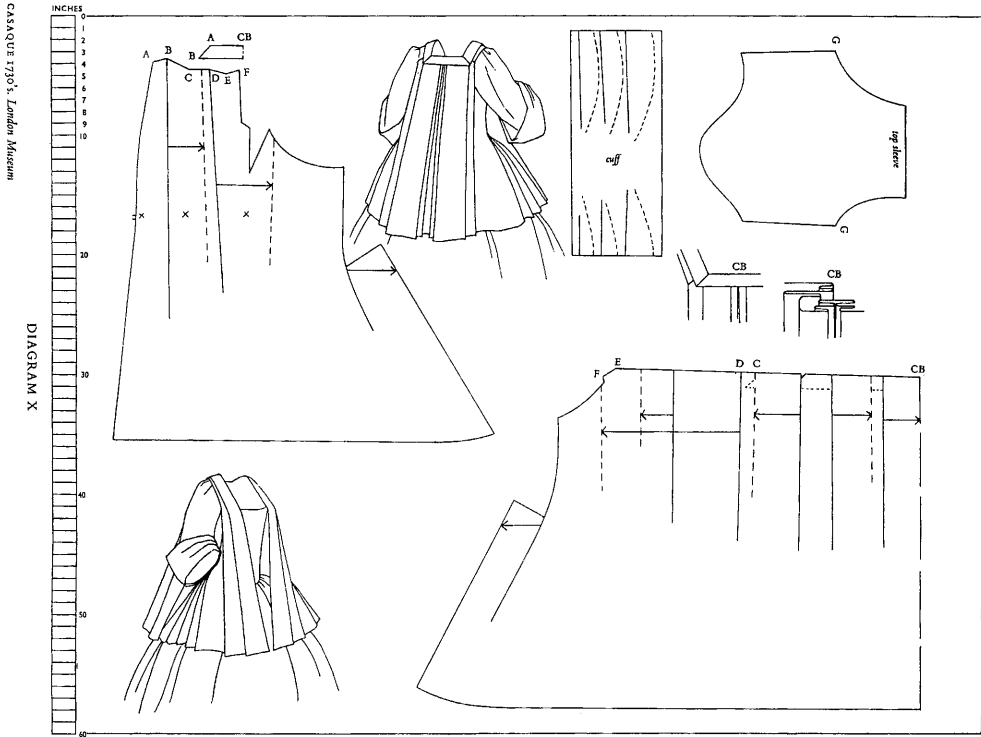 CASAQUE 1730's. London Museum
DIAGRAM X
INCHES
0
1
2
3
4
5
6
7
8
9
10
20
30
40
50
60
A CB
B
A B
C D E F
cuff
G
top sleeve
G
CB
CB
F E D C CB